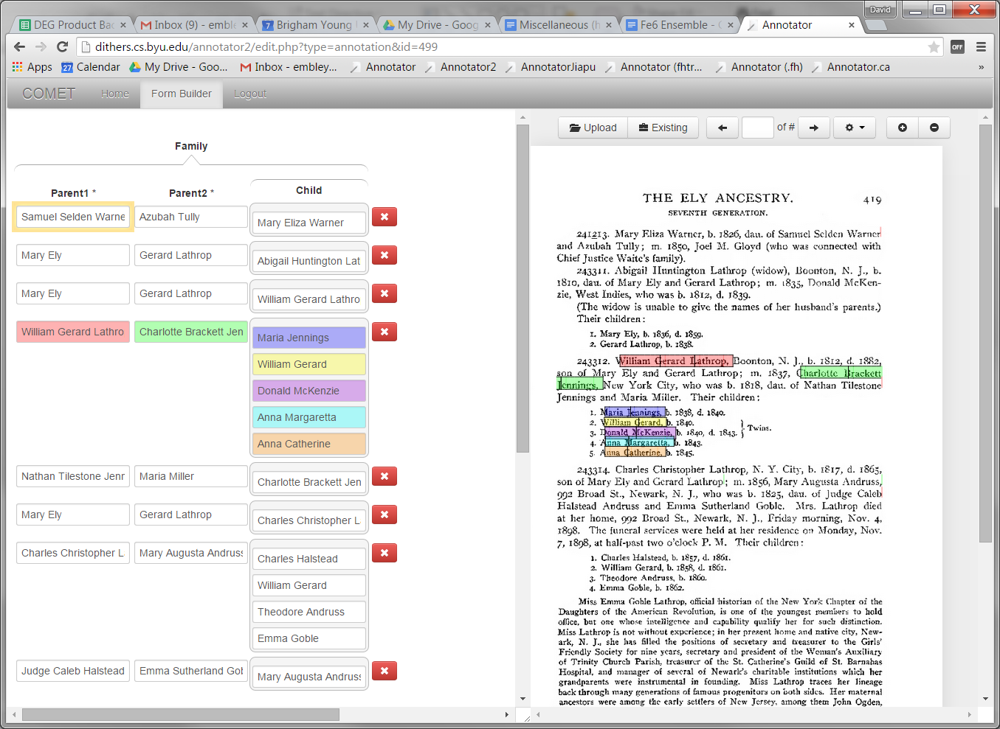 David
DEG Product Bac
Inbox (9) - emble
Brigham Young
My Drive - Goog
Miscellaneous (h
Fe6 Ensemble - G
Annotator
dithers.cs.byu.edu/annotator2/edit.php?type=annotation&id=499
OFF
Apps
27 Calendar
My Drive - Goo...
Inbox - embley...
Annotator
Annotator2
AnnotatorJiapu
Annotator (fhtr...
Annotator (.fh)
Annotator.ca
»
COMET
Home
Form Builder
Logout
Upload
Existing
of #
Family
Parent1 *
Parent2 *
Child
Samuel Selden Warne
Azubah Tully
Mary Eliza Warner
Mary Ely
Gerard Lathrop
Abigail Huntington Lat
Mary Ely
Gerard Lathrop
William Gerard Lathro
William Gerard Lathro
Charlotte Brackett Jen
Maria Jennings
William Gerard
Donald McKenzie
Anna Margaretta
Anna Catherine
Nathan Tilestone Jenr
Maria Miller
Charlotte Brackett Jen
Mary Ely
Gerard Lathrop
Charles Christopher L
Charles Christopher L
Mary Augusta Andruss
Charles Halstead
William Gerard
Theodore Andruss
Emma Goble
Judge Caleb Halstead
Emma Sutherland Gob
Mary Augusta Andruss
THE ELY ANCESTRY. 419
SEVENTH GENERATION.
241213. Mary Eliza Warner, b. 1826, dau. of Samuel Selden Warner
and Azubah Tully; m. 1850, Joel M. Gloyd (who was connected with
Chief Justice Waite's family).
243311. Abigail Huntington Lathrop (widow), Boonton, N. J., b.
1810, dau. of Mary Ely and Gerard Lathrop; m. 1835, Donald McKen-
zie, West Indies, who was b. 1812, d. 1839.
(The widow is unable to give the names of her husband's parents.)
Their children:
1. Mary Ely, b. 1836, d. 1859.
2. Gerard Lathrop, b. 1838.
243312. William Gerard Lathrop, Boonton, N. J., b. 1812, d. 1882,
son of Mary Ely and Gerard Lathrop; m. 1837, Charlotte Brackett
Jennings, New York City, who was b. 1818, dau. of Nathan Tilestone
Jennings and Maria Miller. Their children:
1. Maria Jennings, b. 1838, d. 1840.
2. William Gerard, b. 1840.
3. Donald McKenzie, b. 1840, d. 1843. } Twins.
4. Anna Margaretta, b. 1843.
5. Anna Catherine, b. 1845.
243314. Charles Christopher Lathrop, N. Y. City, b. 1817, d. 1865,
son of Mary Ely and Gerard Lathrop; m. 1856, Mary Augusta Andruss,
992 Broad St., Newark, N. J., who was b. 1825, dau. of Judge Caleb
Halstead Andruss and Emma Sutherland Goble. Mrs. Lathrop died
at her home, 992 Broad St., Newark, N. J., Friday morning, Nov. 4,
1898. The funeral services were held at her residence on Monday, Nov.
7, 1898, at half-past two o'clock P. M. Their children:
1. Charles Halstead, b. 1857, d. 1861.
2. William Gerard, b. 1858, d. 1861.
3. Theodore Andruss, b. 1860.
4. Emma Goble, b. 1862.
Miss Emma Goble Lathrop, official historian of the New York Chapter of the
Daughters of the American Revolution, is one of the youngest members to hold
office, but one whose intelligence and capability qualify her for such distinction.
Miss Lathrop is not without experience; in her present home and native city, New-
ark, N. J., she has filled the positions of secretary and treasurer to the Girls'
Friendly Society for nine years, secretary and president of the Woman's Auxiliary
of Trinity Church Parish, treasurer of the St. Catherine's Guild of St. Barnabas
Hospital, and manager of several of Newark's charitable institutions which her
grandparents were instrumental in founding. Miss Lathrop traces her lineage
back through many generations of famous progenitors on both sides. Her maternal
ancestors were among the early settlers of New Jersey, among them John Ogden,